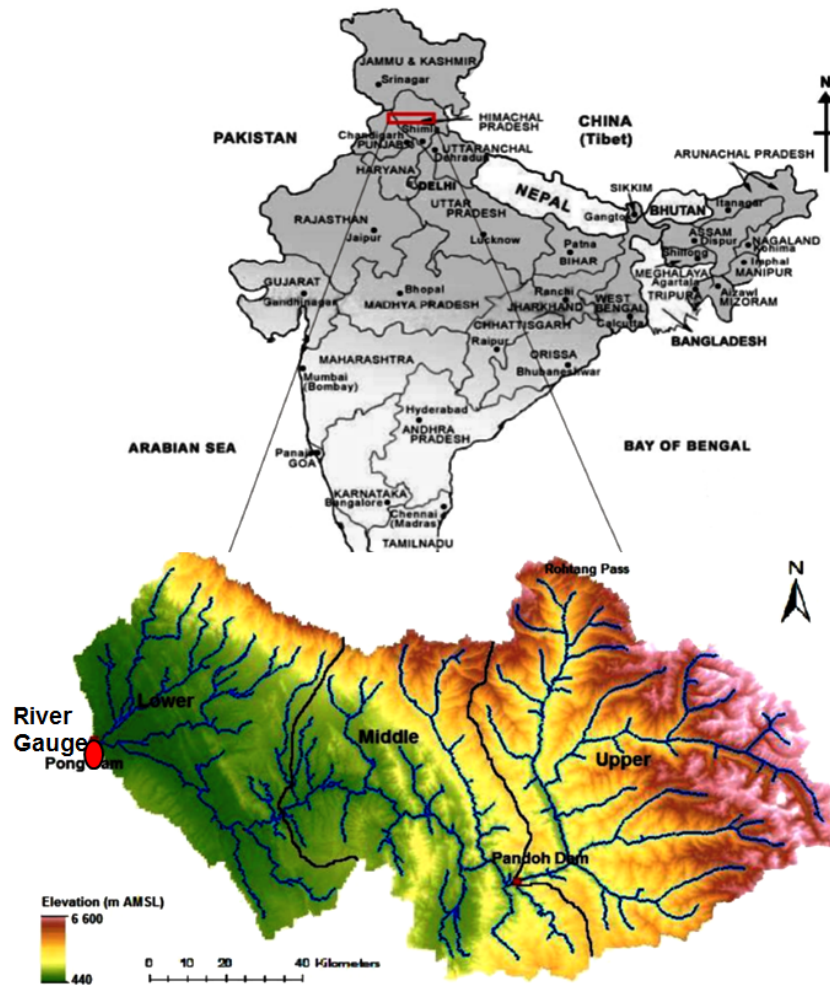 JAMMU & KASHMIR
Srinagar
N
HIMACHAL
PRADESH
CHINA
(Tibet)
PAKISTAN
Chandigarh
Shiml
PUNJAB
UTTARANCHAL
Dehradun
ARUNACHAL PRADESH
HARYANA
DELHI
NEPAL
SIKKIM
Gangtok
BHUTAN
Itanagar
RAJASTHAN
Jaipur
UTTAR
PRADESH
Lucknow
Patna
BIHAR
ASSAM
Dispur
NAGALAND
Kohima
Shillong
Imphal
MEGHALAYA
MANIPUR
Agartala
TRIPURA
Aizawl
MIZORAM
GUJARAT
Gandhinagar
Bhopal
MADHYA PRADESH
Ranchi
JHARKHAND
WEST
BENGAL
Calcutta
CHHATTISGARH
Raipur
BANGLADESH
MAHARASHTRA
Mumbai
(Bombay)
ORISSA
Bhubaneshwar
Hyderabad
ANDHRA
PRADESH
ARABIAN SEA
BAY OF BENGAL
Panaji
GOA
KARNATAKA
Bangalore
Chennai
(Madras)
TAMILNADU
Rohtang Pass
N
Lower
River
Gauge
Pong Dam
Middle
Upper
Pandoh Dam
Elevation (m AMSL)
6 600
440
0 10 20 40 Kilometers